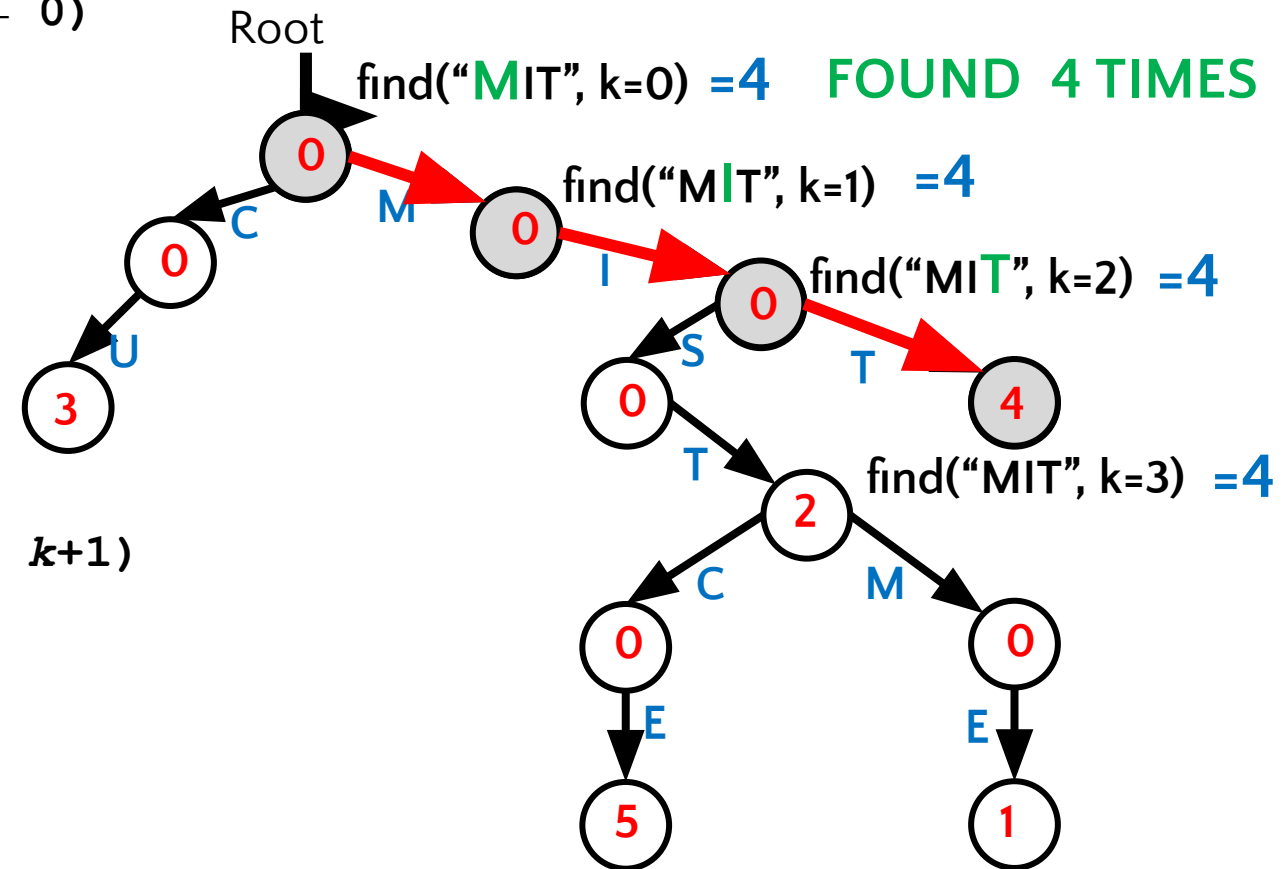 0)
Root
find(“MIT”, k=0) =4 FOUND 4 TIMES
0
find(“MIT”, k=1) =4
M
C
0
0
I
find(“MIT”, k=2) =4
0
U
S
T
3
0
4
T
find(“MIT”, k=3) =4
2
k+1)
C
M
0
0
E
E
5
1